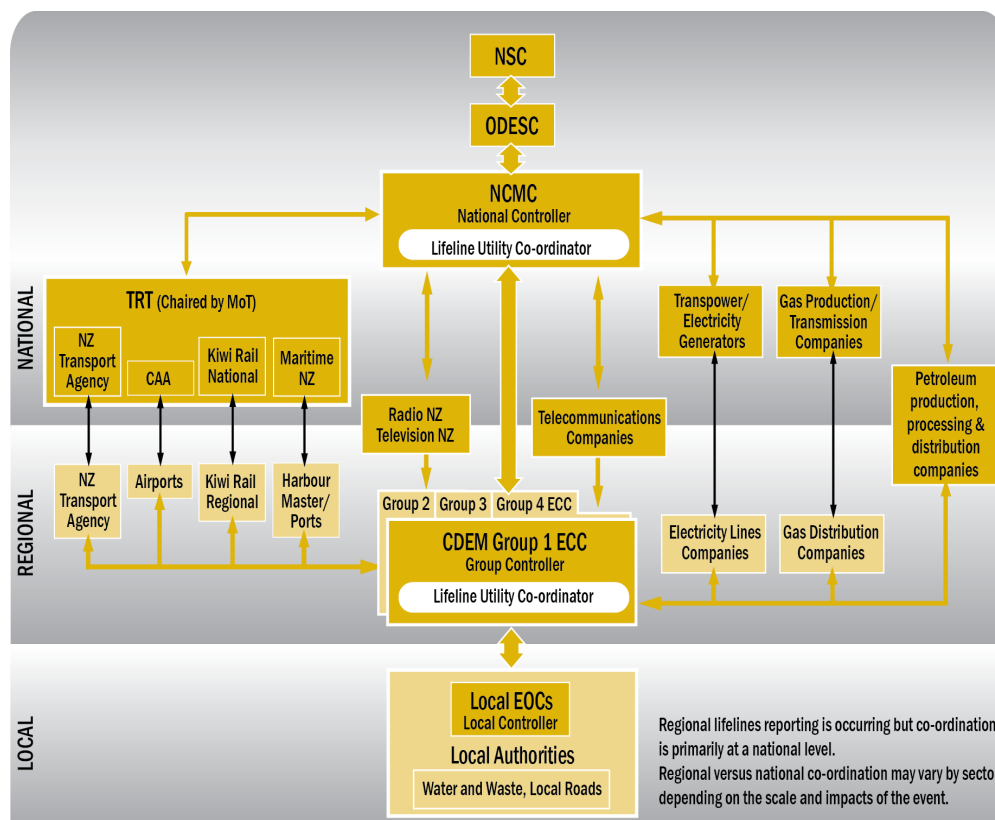 NSC
ODESC
NCMC
National Controller
Lifeline Utility Co-ordinator
NATIONAL
TRT (Chaired by MoT)
NZ
Transport
Agency
CAA
Kiwi Rail
National
Maritime
NZ
Radio NZ
Television NZ
Telecommunications
Companies
Transpower/
Electricity
Generators
Gas Production/
Transmission
Companies
Petroleum
production,
processing &
distribution
companies
REGIONAL
NZ
Transport
Agency
Airports
Kiwi Rail
Regional
Harbour
Master/
Ports
Group 2
Group 3
Group 4 ECC
CDEM Group 1 ECC
Group Controller
Lifeline Utility Co-ordinator
Electricity Lines
Companies
Gas Distribution
Companies
LOCAL
Local EOCs
Local Controller
Local Authorities
Water and Waste, Local Roads
Regional lifelines reporting is occurring but co-ordination
is primarily at a national level.
Regional versus national co-ordination may vary by secto
depending on the scale and impacts of the event.